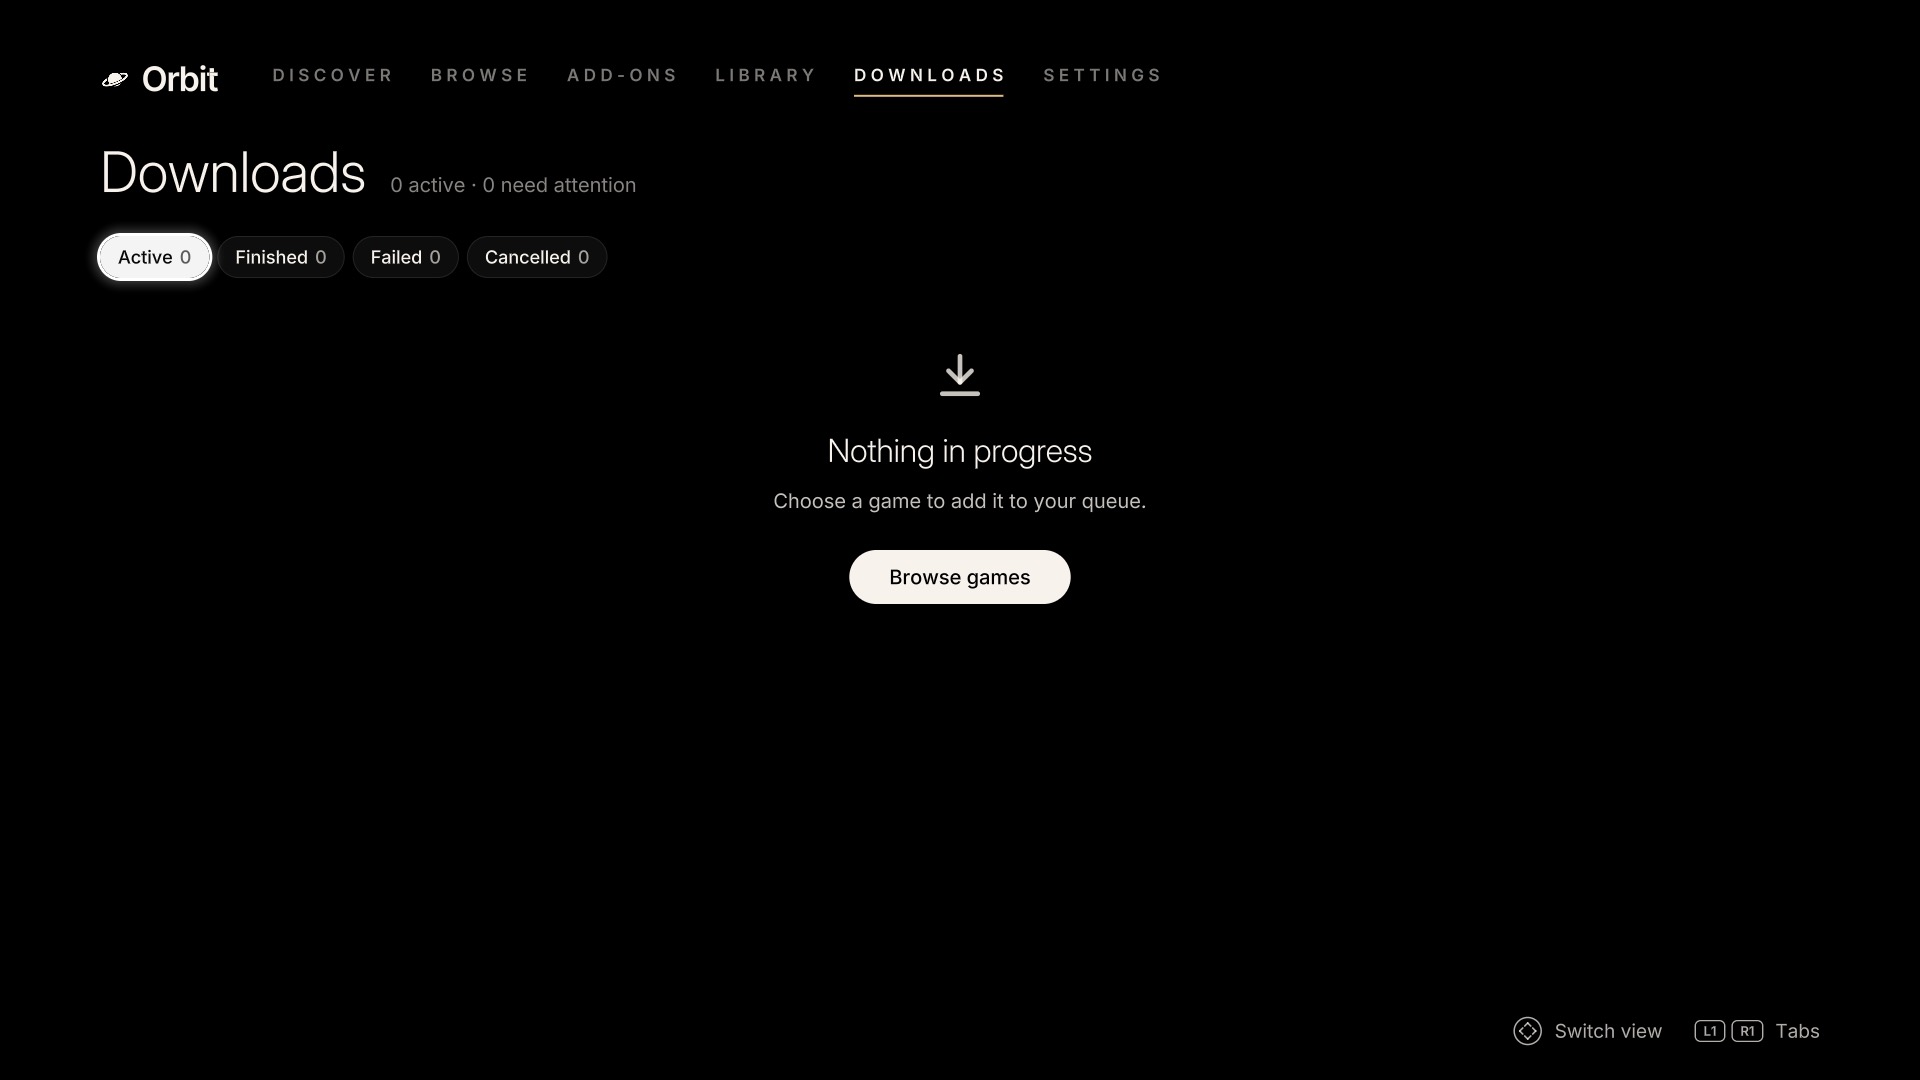 Orbit DISCOVER BROWSE ADD-ONS LIBRARY DOWNLOADS SETTINGS
Downloads 0 active · 0 need attention
Active 0 Finished 0 Failed 0 Cancelled 0
Nothing in progress
Choose a game to add it to your queue.
Browse games
Switch view L1 R1 Tabs